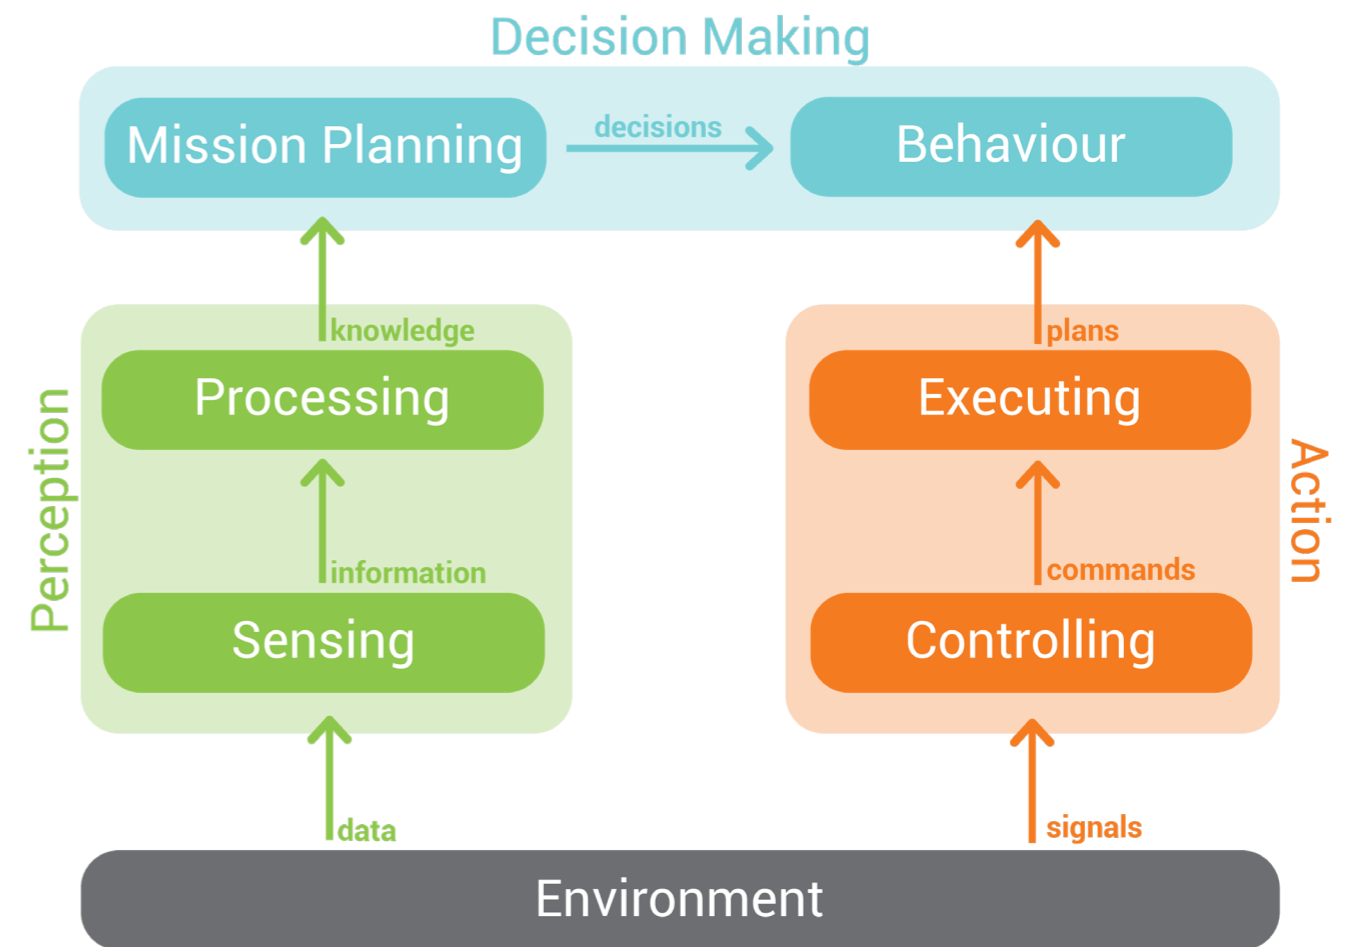 Decision Making
Mission Planning
decisions
Behaviour
knowledge
plans
Processing
Executing
Perception
Action
information
commands
Sensing
Controlling
data
signals
Environment